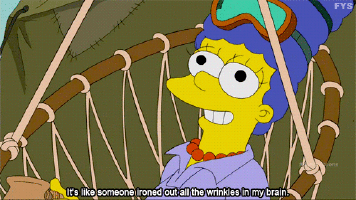 FYS
It's like someone ironed out all the wrinkles in my brain.